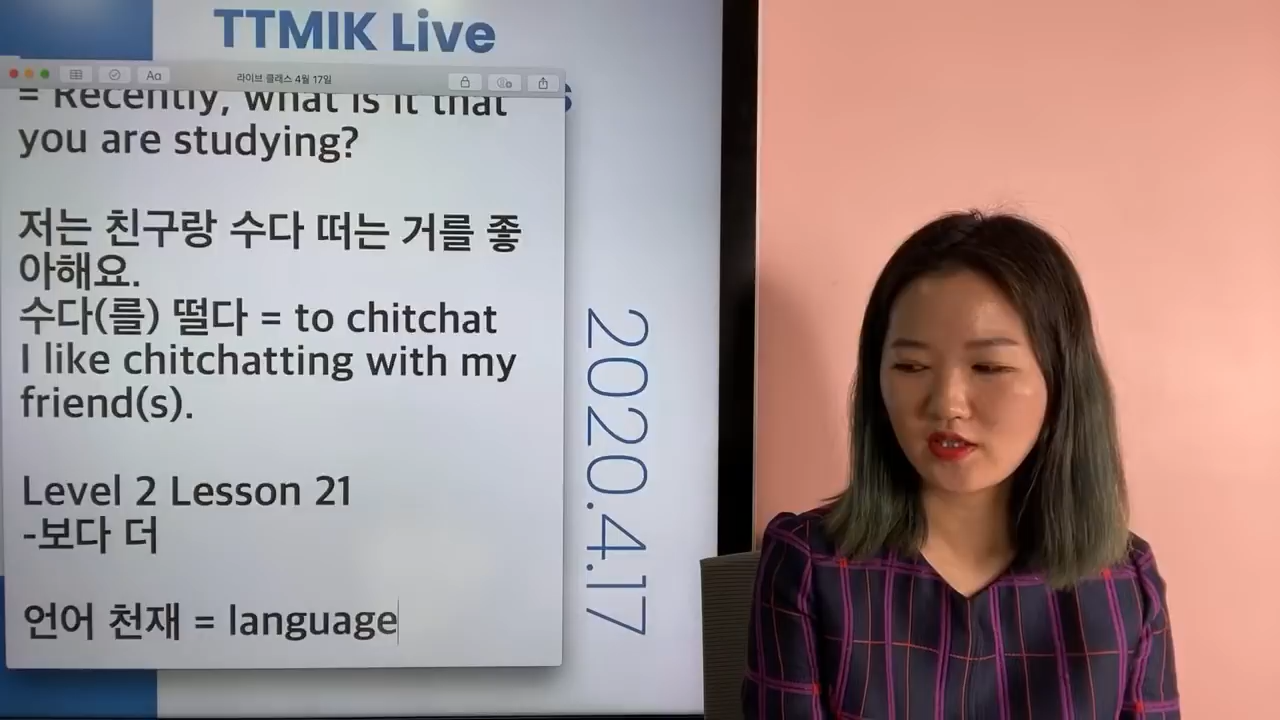 TTMIK Live
Aa
라이브 클래스 4월 17일
= Recently, what is it that
you are studying?
저는 친구랑 수다 떠는 거를 좋
아해요.
수다(를) 떨다 = to chitchat
I like chitchatting with my
friend(s).
Level 2 Lesson 21
-보다 더
언어 천재 = language
2020.4.17